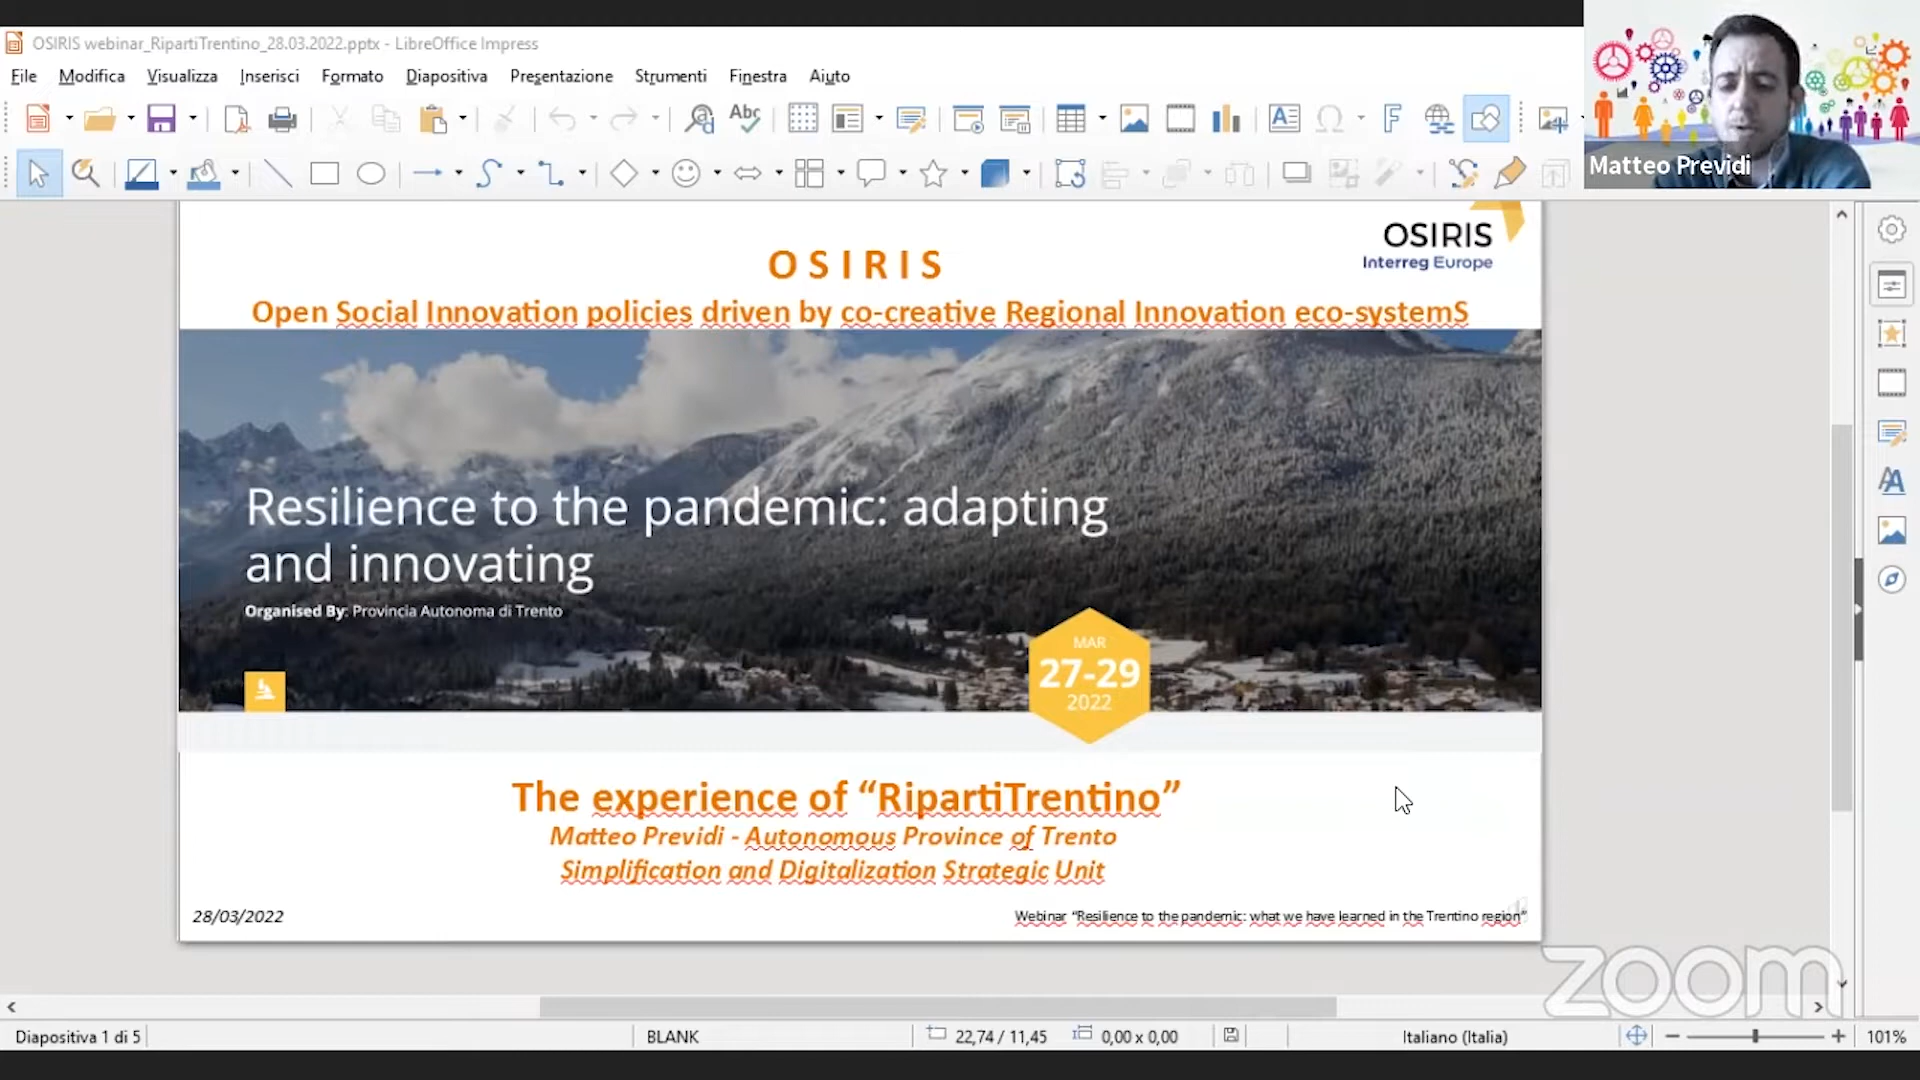 OSIRIS webinar_RipartiTrentino_28.03.2022.pptx - LibreOffice Impress
File Modifica Visualizza Inserisci Formato Diapositiva Presentazione Strumenti Finestra Aiuto
Abc
Matteo Previdi
OSIRIS
Interreg Europe
OSIRIS
Open Social Innovation policies driven by co-creative Regional Innovation eco-systemS
Resilience to the pandemic: adapting
and innovating
Organised By: Provincia Autonoma di Trento
MAR
27-29
2022
The experience of “RipartiTrentino”
Matteo Previdi - Autonomous Province of Trento
Simplification and Digitalization Strategic Unit
28/03/2022
Webinar “Resilience to the pandemic: what we have learned in the Trentino region”
zoom
Diapositiva 1 di 5
BLANK
22,74 / 11,45
0,00 x 0,00
Italiano (Italia)
101%